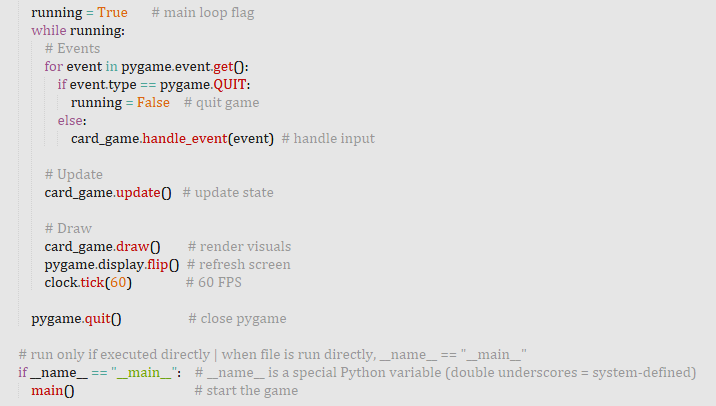 running = True # main loop flag
while running:
# Events
for event in pygame.event.get():
if event.type == pygame.QUIT:
running = False # quit game
else:
card_game.handle_event(event) # handle input
# Update
card_game.update() # update state
# Draw
card_game.draw() # render visuals
pygame.display.flip() # refresh screen
clock.tick(60) # 60 FPS
pygame.quit() # close pygame
# run only if executed directly | when file is run directly, __name__ == "__main__"
if __name__ == "__main__": # __name__ is a special Python variable (double underscores = system-defined)
main() # start the game